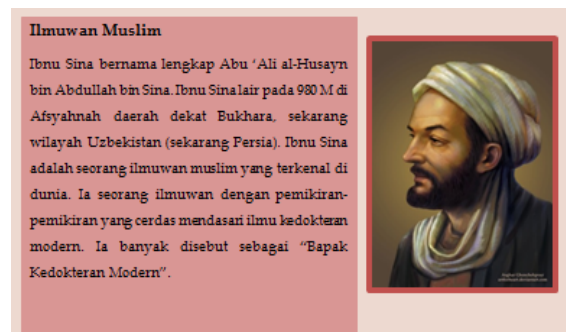 Ilmuwan Muslim
Ibnu Sina bernama lengkap Abu ‘Ali al-Husayn
bin Abdullah bin Sina. Ibnu Sina lair pada 980 M di
Afsyahnah daerah dekat Bukhara, sekarang
wilayah Uzbekistan (sekarang Persia). Ibnu Sina
adalah seorang ilmuwan muslim yang terkenal di
dunia. Ia seorang ilmuwan dengan pemikiran-
pemikiran yang cerdas mendasari ilmu kedokteran
modern. Ia banyak disebut sebagai “Bapak
Kedokteran Modern”.